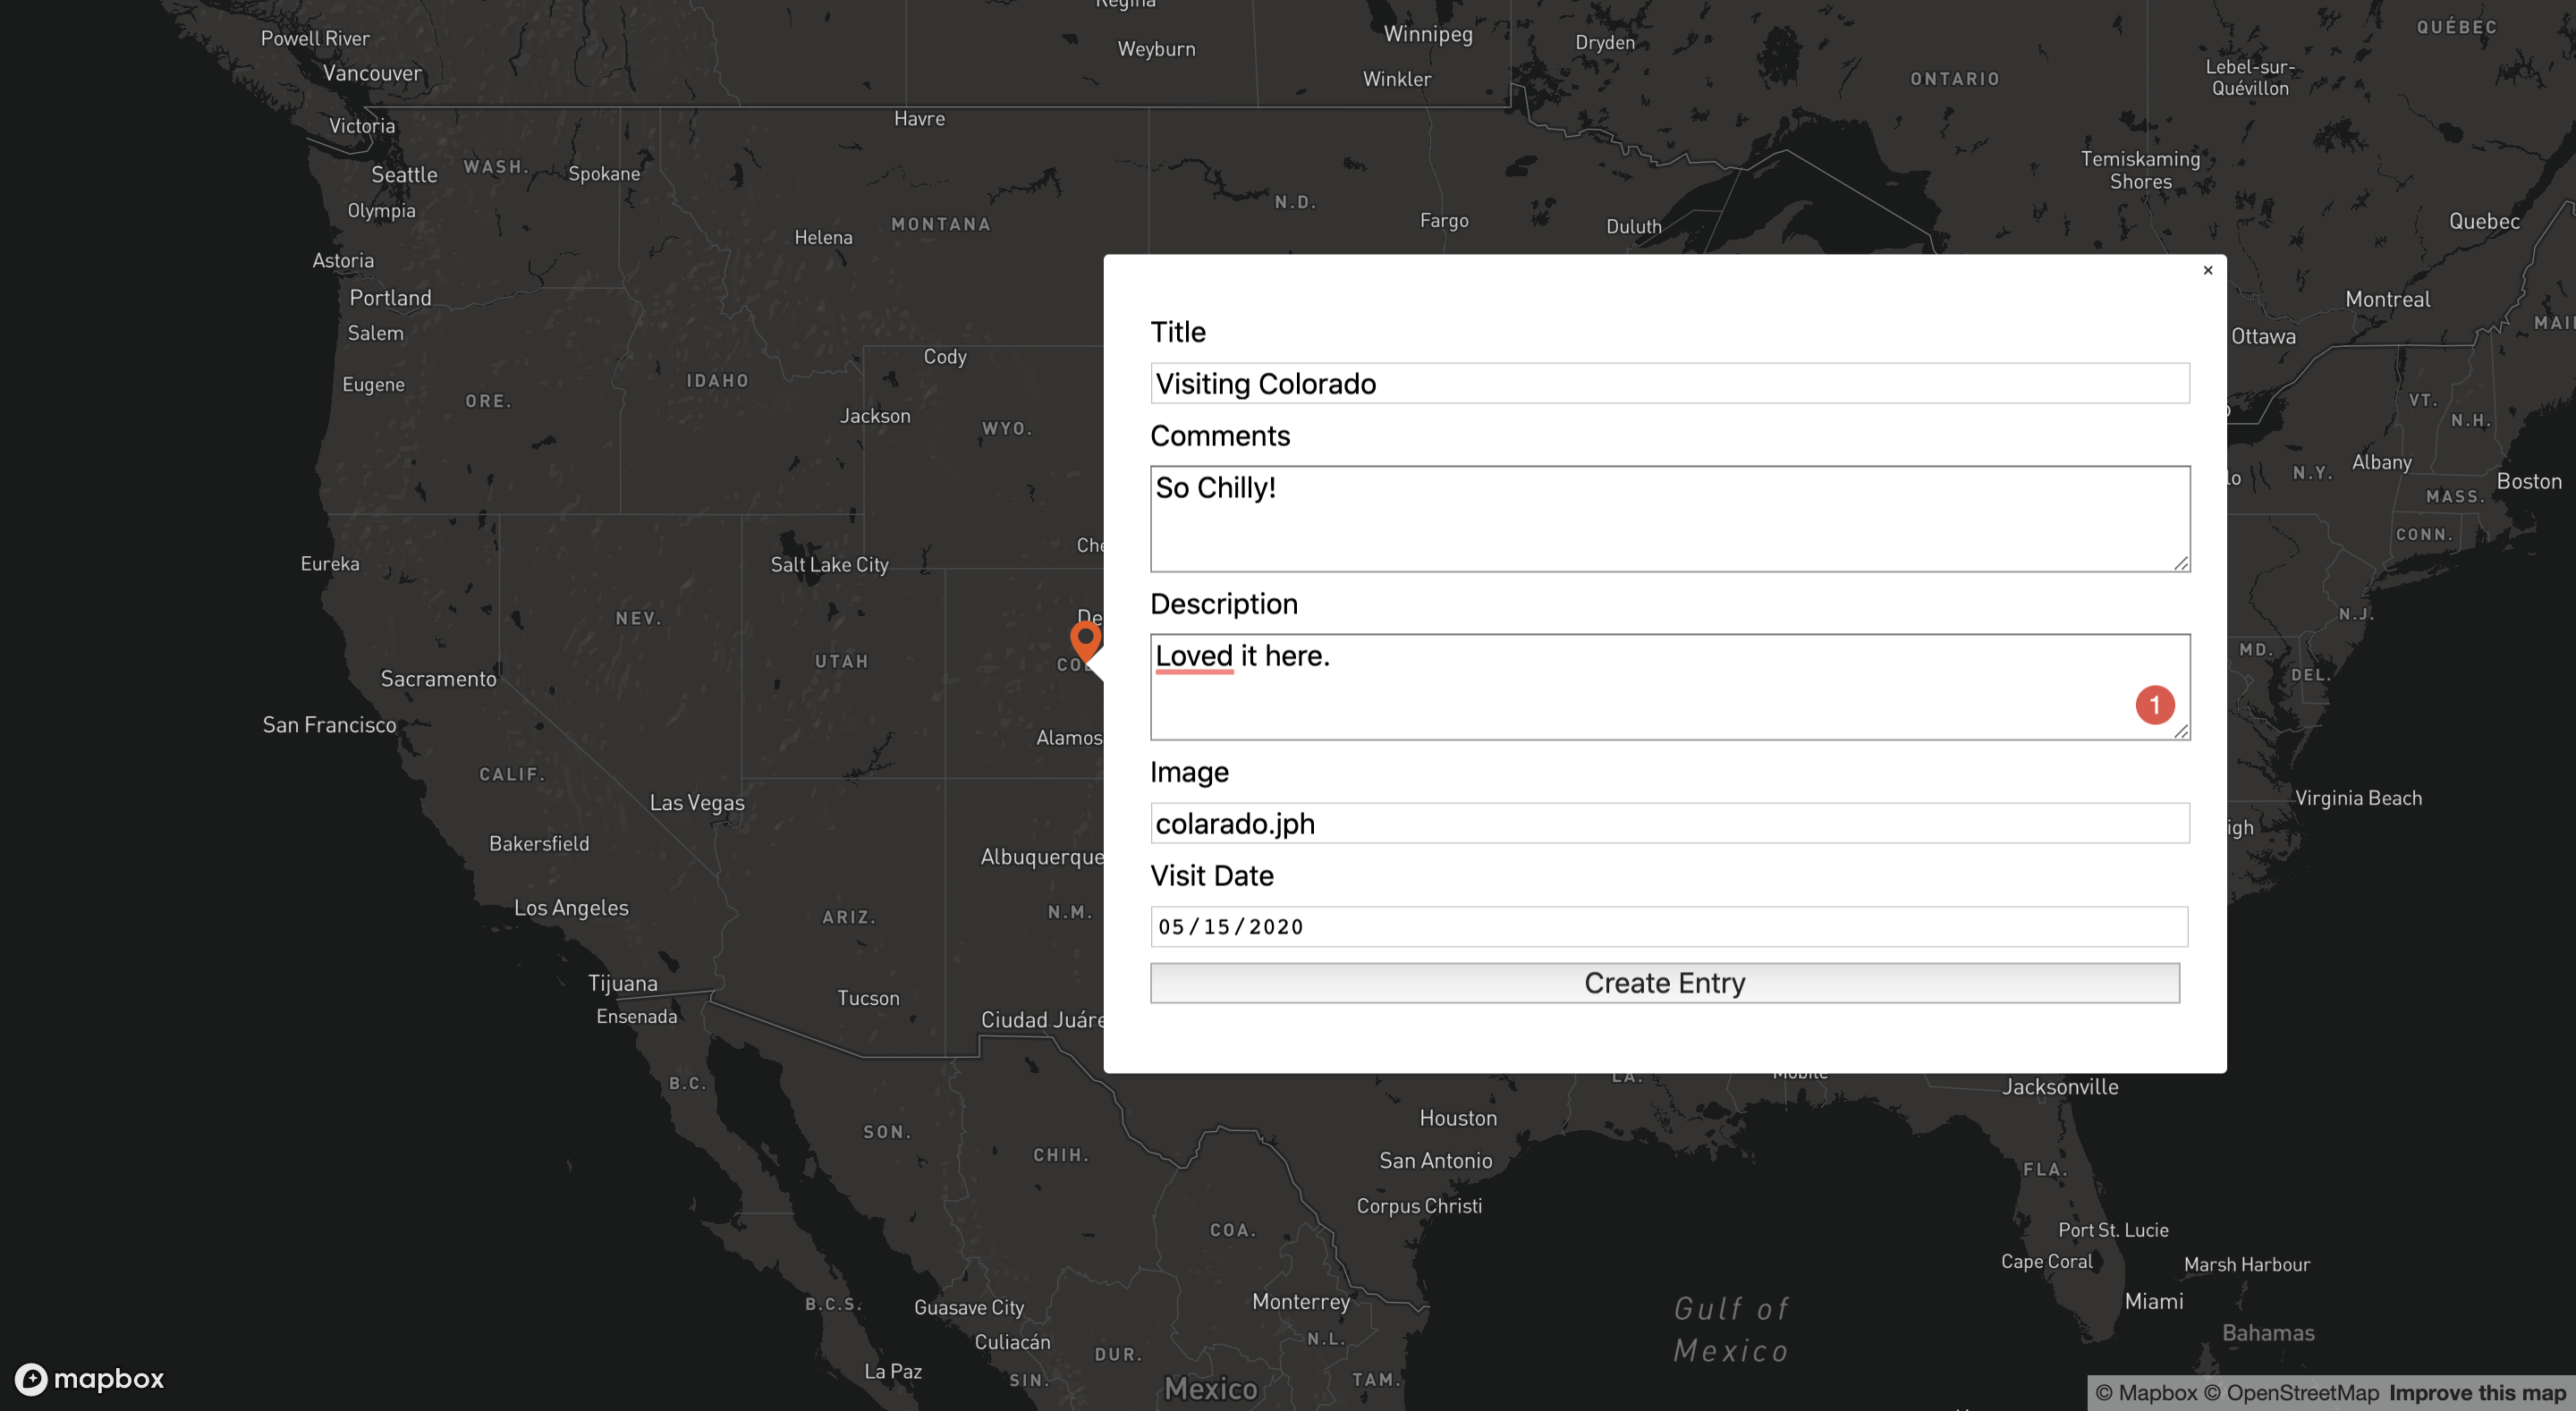 Regina
Powell River
Winnipeg
Dryden
QUÉBEC
Weyburn
Vancouver
Winkler
ONTARIO
Lebel-sur-
Quévillon
Havre
Victoria
WASH.
Seattle
Spokane
Temiskaming
Shores
N.D.
Olympia
MONTANA
Fargo
Duluth
Quebec
Helena
Astoria
×
Portland
Montreal
MAI
Salem
Title
Ottawa
Cody
IDAHO
Eugene
Visiting Colorado
ORE.
VT.
Jackson
WYO.
N.H.
Comments
Albany
N.Y.
lo
Boston
So Chilly!
MASS.
CONN.
Che
Eureka
Salt Lake City
Description
NEV.
De
N.J.
MD.
Loved it here.
UTAH
COL
DEL.
Sacramento
1
San Francisco
Alamos
CALIF.
Image
Las Vegas
Virginia Beach
colarado.jph
igh
Bakersfield
Albuquerque
Visit Date
Los Angeles
N.M.
ARIZ.
05/15/2020
Tijuana
Create Entry
Tucson
Ensenada
Ciudad Juáre
LA.
Mobile
B.C.
Jacksonville
Houston
SON.
CHIH.
San Antonio
FLA.
Corpus Christi
COA.
Port St. Lucie
Cape Coral
Marsh Harbour
B.C.S.
Guasave City
Monterrey
Miami
Gulf of
Mexico
Culiacán
N.L.
Bahamas
DUR.
La Paz
SIN.
Mexico
TAM.
mapbox
© Mapbox © OpenStreetMap Improve this map